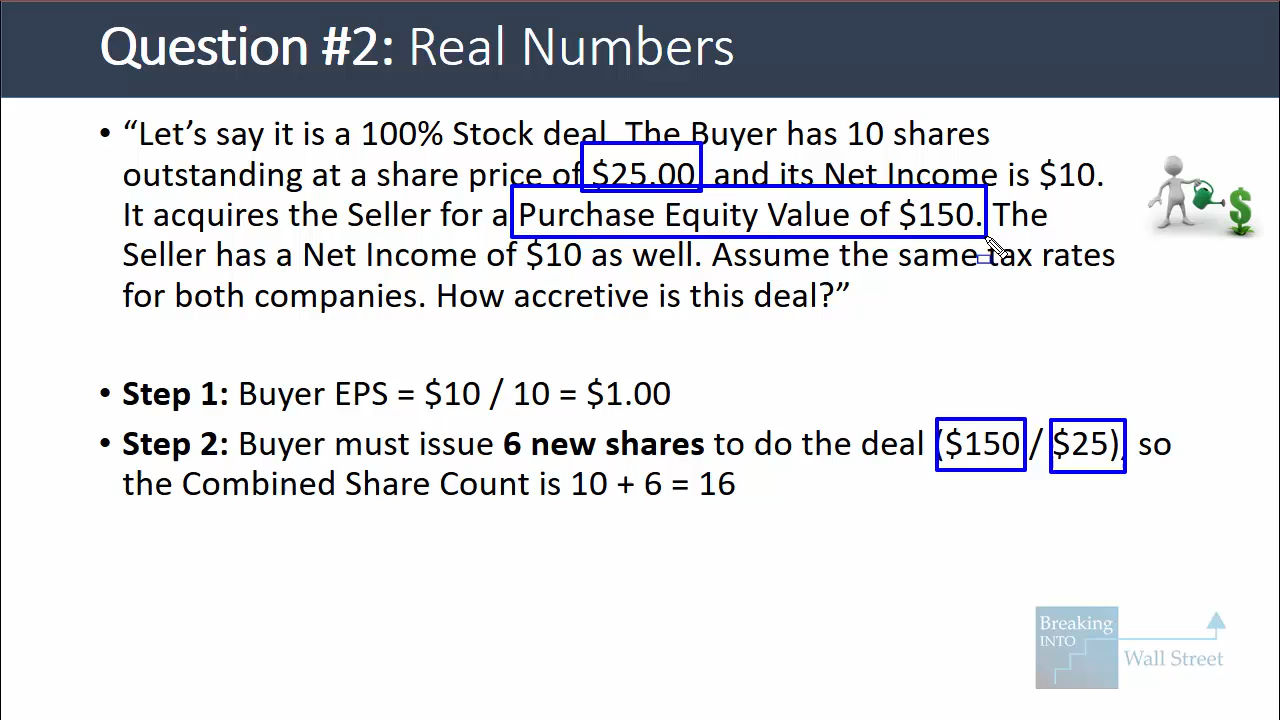 Question #2: Real Numbers
• “Let’s say it is a 100% Stock deal. The Buyer has 10 shares
outstanding at a share price of $25.00, and its Net Income is $10.
It acquires the Seller for a Purchase Equity Value of $150. The
Seller has a Net Income of $10 as well. Assume the same tax rates
for both companies. How accretive is this deal?”
• Step 1: Buyer EPS = $10 / 10 = $1.00
• Step 2: Buyer must issue 6 new shares to do the deal ($150 / $25), so
the Combined Share Count is 10 + 6 = 16
$
Breaking
INTO
Wall Street